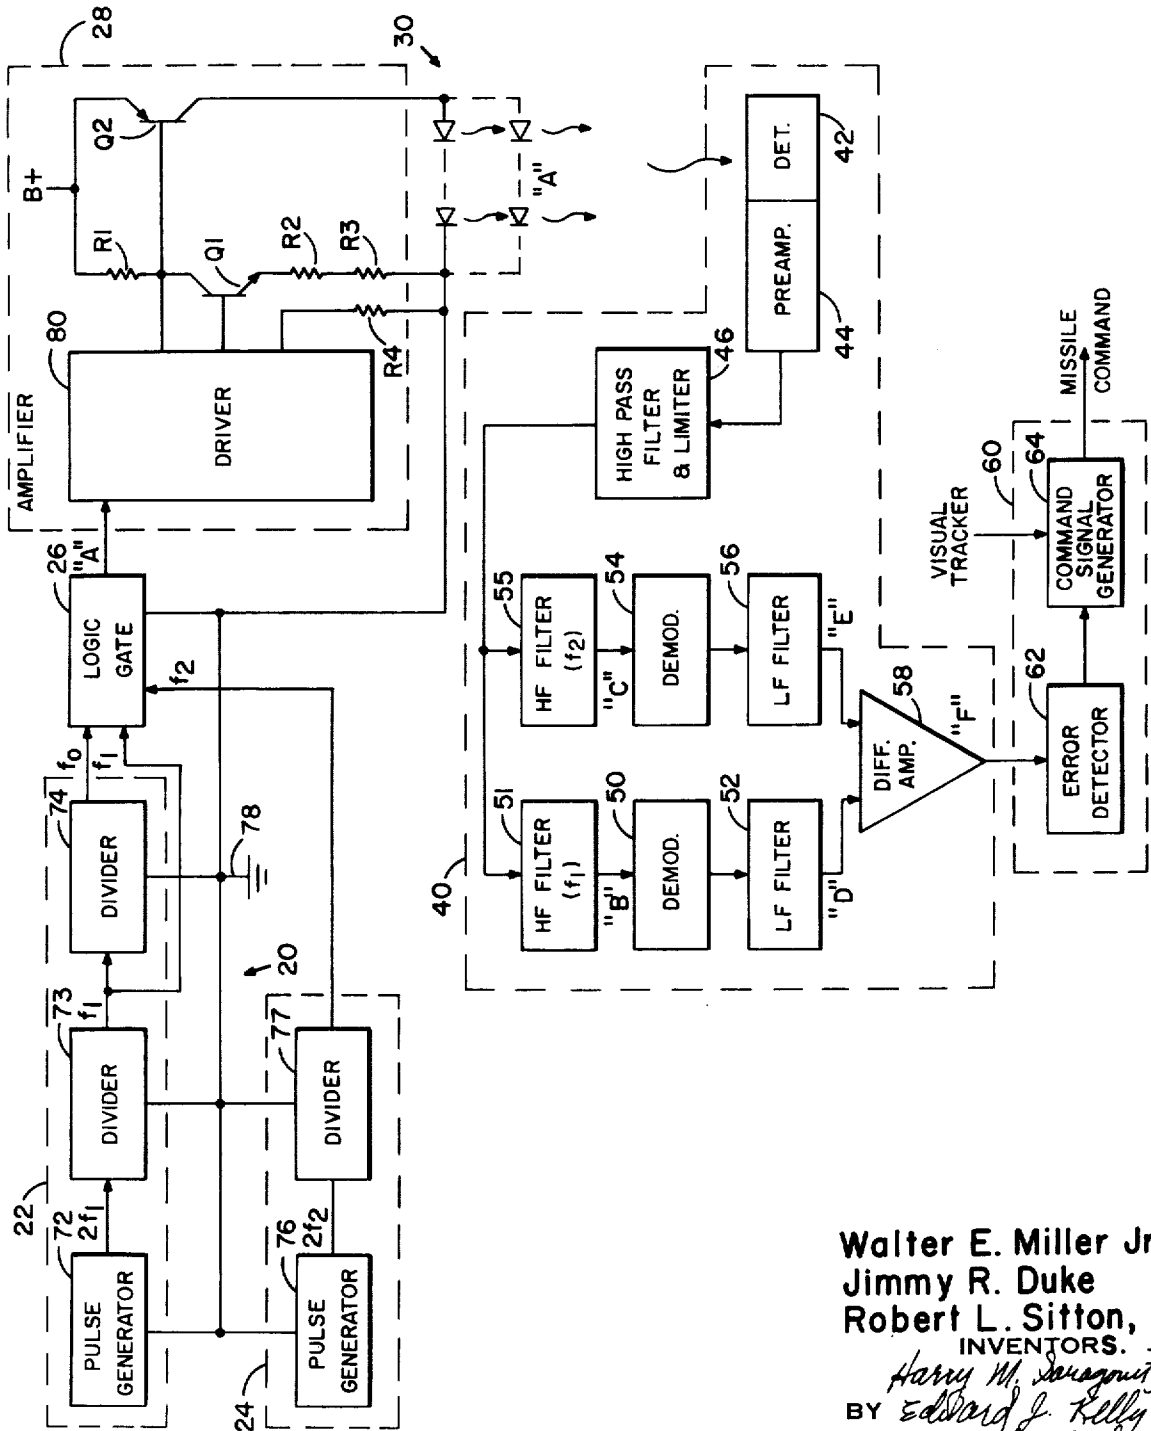 28
B+
R1
Q2
Q1
R2
R3
R4
30
80
DRIVER
AMPLIFIER
"A"
"A"
26
LOGIC
GATE
f0
f1
f2
22
72
PULSE
GENERATOR
2f1
73
DIVIDER
f1
74
DIVIDER
78
20
24
76
PULSE
GENERATOR
2f2
77
DIVIDER
40
DET.
42
PREAMP.
44
HIGH PASS
FILTER
& LIMITER
46
51
HF FILTER
(f1)
"B"
50
DEMOD.
52
LF FILTER
"D"
55
HF FILTER
(f2)
"C"
54
DEMOD.
56
LF FILTER
"E"
DIFF.
AMP.
58
"F"
60
62
ERROR
DETECTOR
64
COMMAND
SIGNAL
GENERATOR
VISUAL
TRACKER
MISSILE
COMMAND
Walter E. Miller Jr
Jimmy R. Duke
Robert L. Sitton,
INVENTORS.
Harry M.
BY Edward J. Kelly